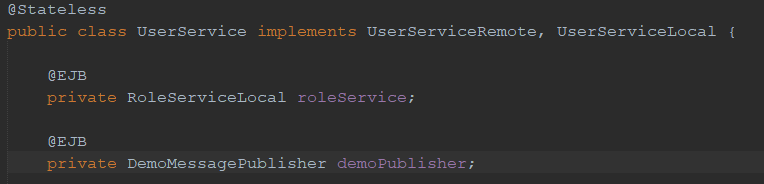 @Stateless
public class UserService implements UserServiceRemote, UserServiceLocal {
@EJB
private RoleServiceLocal roleService;
@EJB
private DemoMessagePublisher demoPublisher;